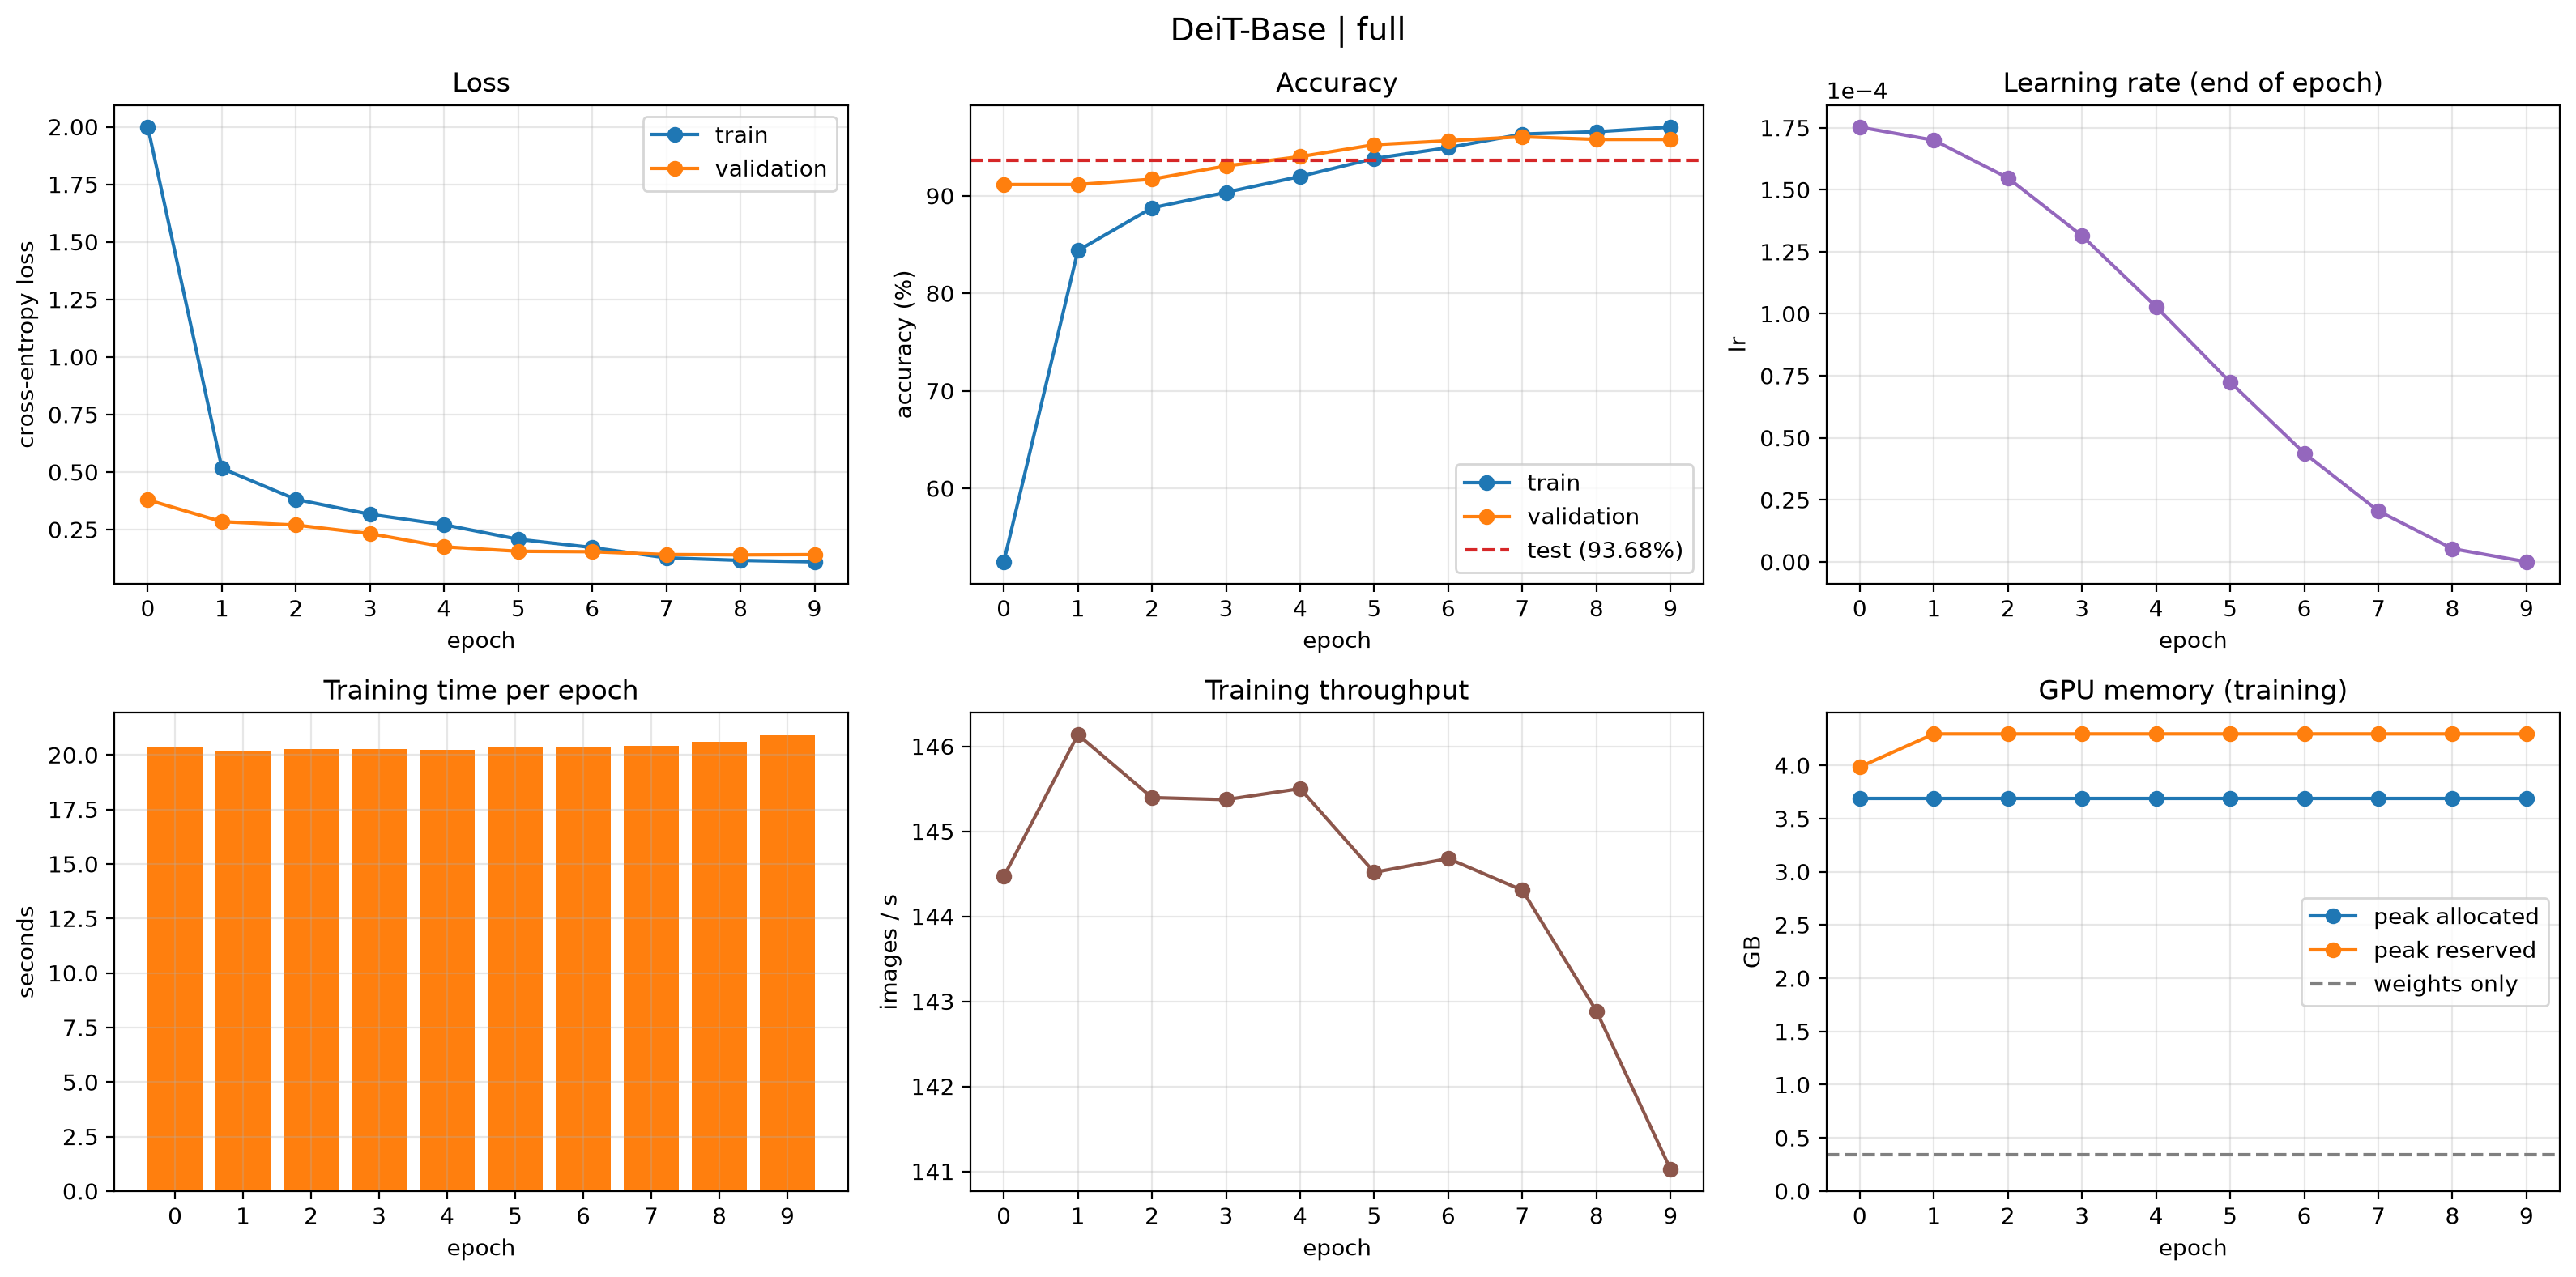 DeiT-Base | full
Loss
cross-entropy loss
2.00
1.75
1.50
1.25
1.00
0.75
0.50
0.25
train
validation
0 1 2 3 4 5 6 7 8 9
epoch
Accuracy
accuracy (%)
90
80
70
60
train
validation
test (93.68%)
0 1 2 3 4 5 6 7 8 9
epoch
Learning rate (end of epoch)
1e−4
lr
1.75
1.50
1.25
1.00
0.75
0.50
0.25
0.00
0 1 2 3 4 5 6 7 8 9
epoch
Training time per epoch
seconds
20.0
17.5
15.0
12.5
10.0
7.5
5.0
2.5
0.0
0 1 2 3 4 5 6 7 8 9
epoch
Training throughput
images / s
146
145
144
143
142
141
0 1 2 3 4 5 6 7 8 9
epoch
GPU memory (training)
GB
4.0
3.5
3.0
2.5
2.0
1.5
1.0
0.5
0.0
peak allocated
peak reserved
weights only
0 1 2 3 4 5 6 7 8 9
epoch